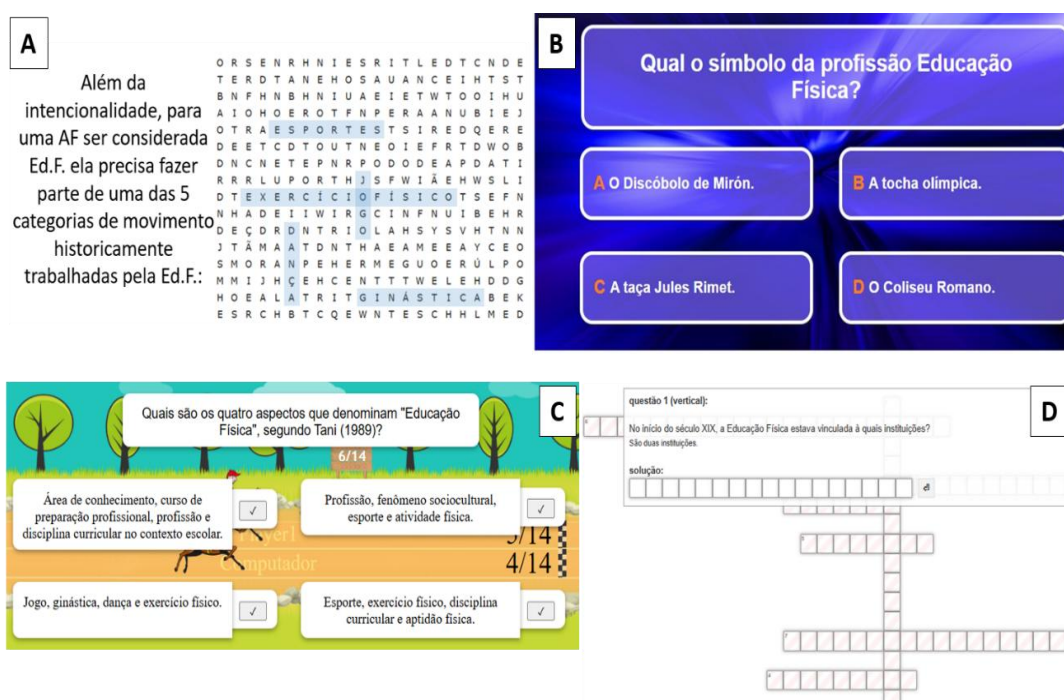 A
Além da
intencionalidade, para
uma AF ser considerada
Ed.F. ela precisa fazer
parte de uma das 5
categorias de movimento
historicamente
trabalhadas pela Ed.F.:
O R S E N R H N I E S R I T L E D T C N D E
T E R D T A N E H O S A U A N C E I H T S T
B N F H N B H N I U A E I E T W T O O I H U
A I O H O E R O T F N P E R A A N U B I E J
O T R A E S P O R T E S T S I R E D Q E R E
D E E T C D T O U T N E O I E F R T D W O B
D N C N E T E P N R P O D O D E A P D A T I
R R R L U P O R T H J S F W I Ã E H W S L I
D T E X E R C Í C I O F Í S I C O T S E F N
N H A D E I I W I R G C I N F N U I B E H R
D E Ç D R D N T R I O L A H S Y S V H T N N
J T Ã M A A T D N T H A E A M E E A Y C E O
S M O R A N P E H E R M E G U O E R Ú L P O
M M I J H Ç E H C E N T T T W E L E H D D G
H O E A L A T R I T G I N Á S T I C A B E K
E S R C H B T C Q E W N T E S C H H L M E D
B
Qual o símbolo da profissão Educação
Física?
A O Discóbolo de Mirón.
B A tocha olímpica.
C A taça Jules Rimet.
D O Coliseu Romano.
C
Quais são os quatro aspectos que denominam "Educação
Física", segundo Tani (1989)?
6/14
Área de conhecimento, curso de
preparação profissional, profissão e
disciplina curricular no contexto escolar.
Profissão, fenômeno sociocultural,
esporte e atividade física.
Player1
5/14
Computador
4/14
Jogo, ginástica, dança e exercício físico.
Esporte, exercício físico, disciplina
curricular e aptidão física.
D
questão 1 (vertical):
No início do século XIX, a Educação Física estava vinculada à quais instituições?
São duas instituições.
solução: